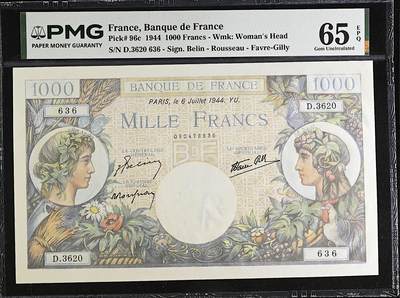 PMG
PAPER MONEY GUARANTY
France, Banque de France
Pick# 96c 1944 1000 Francs - Wmk: Woman's Head
S/N D.3620 636 - Sign. Belin - Rousseau - Favre-Gilly
65 EPQ
Gem Uncirculated
1000 BANQUE DE FRANCE 1000
PARIS, le 6 Juillet 1944. YU.
636 D.3620
MILLE FRANCS
D.3620 636